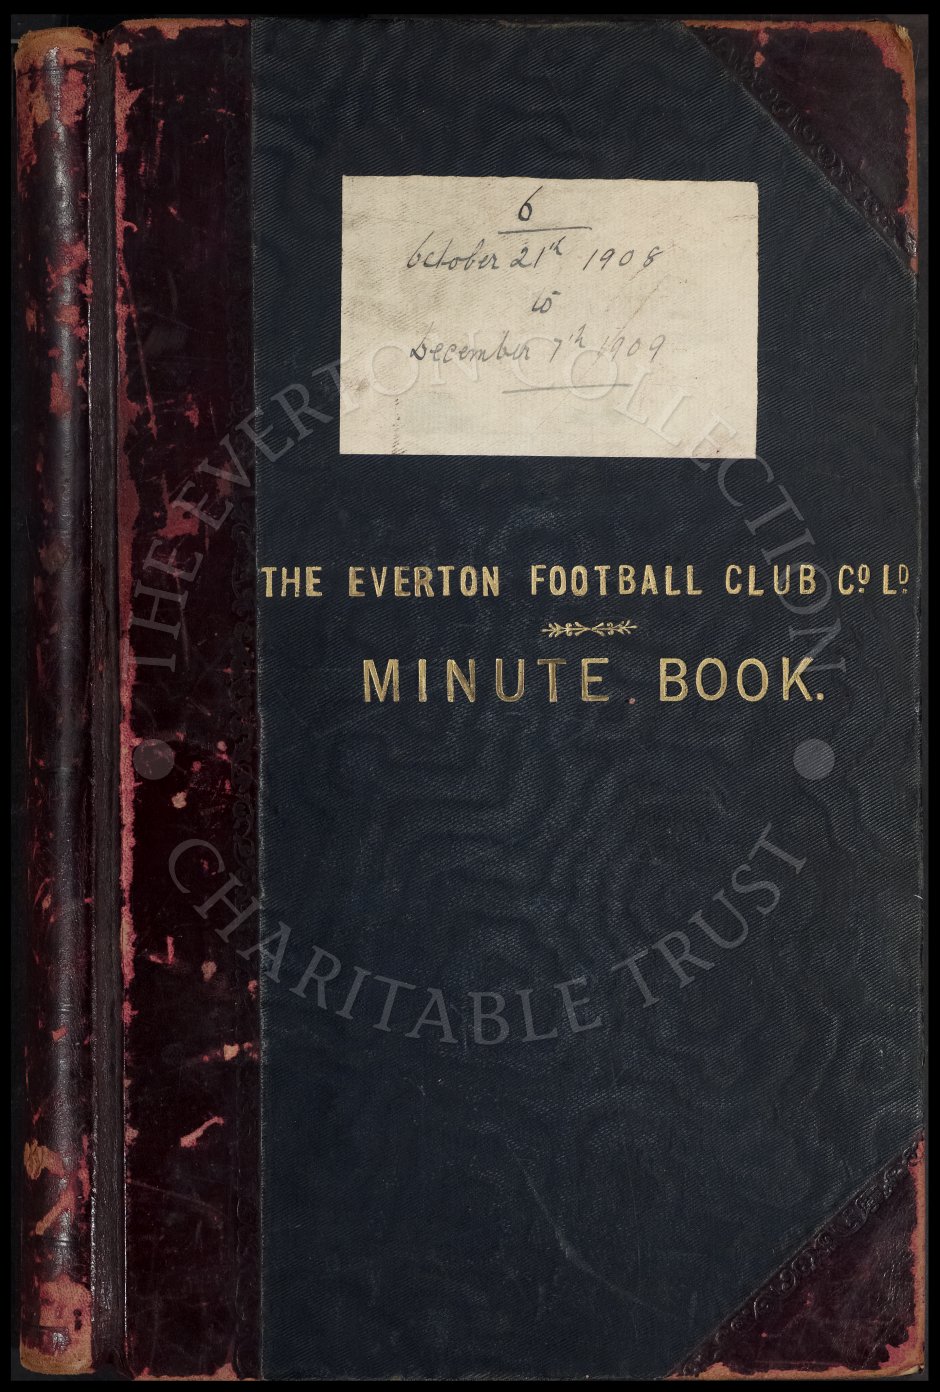 6
October 21st 1908
to
December 7th 1909
THE EVERTON FOOTBALL CLUB Co. LD.
MINUTE BOOK.
• THE EVERTON COLLECTION •
CHARITABLE TRUST